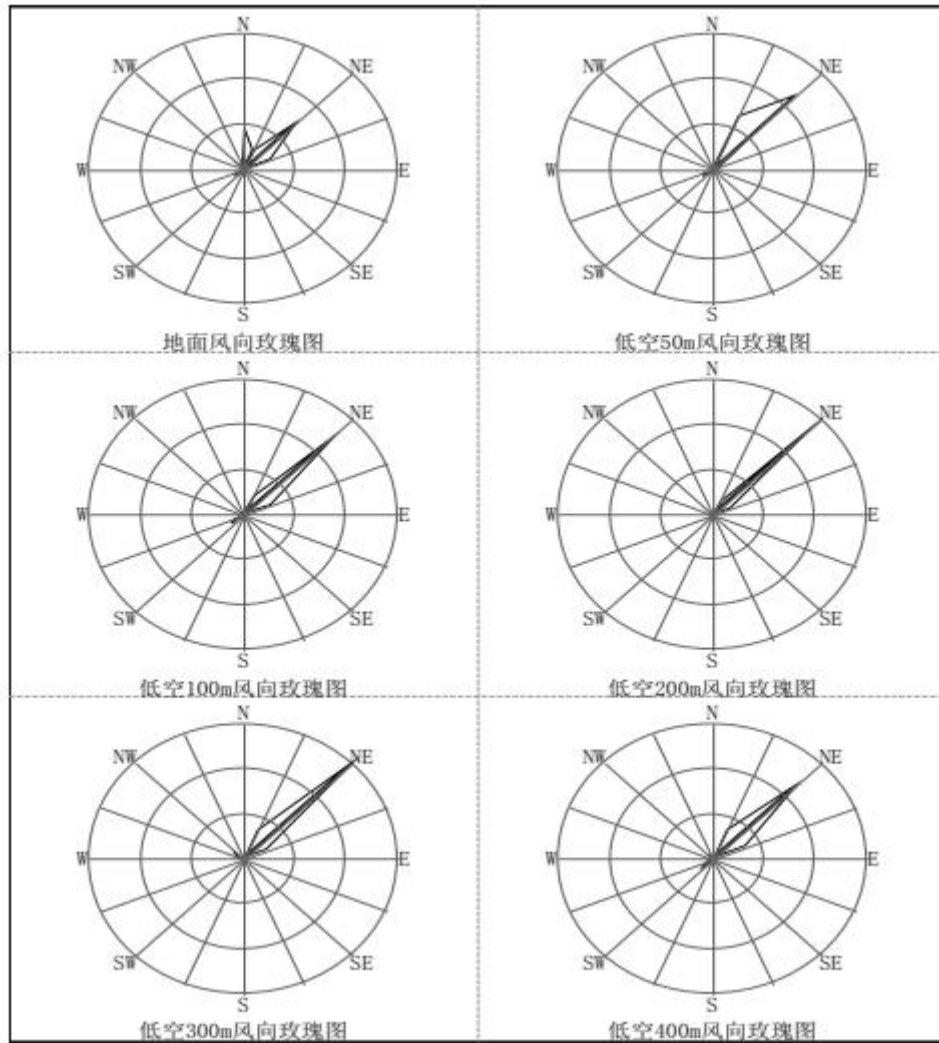 N N
NW NE NW NE
W E W E
SW SE SW SE
S S
地面风向玫瑰图 低空50m风向玫瑰图
N N
NW NE NW NE
W E W E
SW SE SW SE
S S
低空100m风向玫瑰图 低空200m风向玫瑰图
N N
NW NE NW NE
W E W E
SW SE SW SE
S S
低空300m风向玫瑰图 低空400m风向玫瑰图